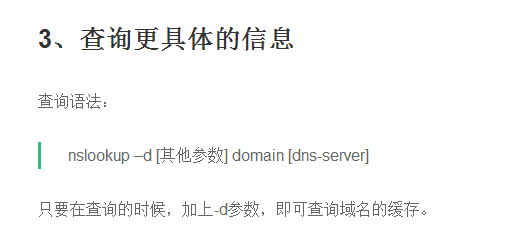 3、查询更具体的信息
查询语法：
nslookup –d [其他参数] domain [dns-server]
只要在查询的时候，加上-d参数，即可查询域名的缓存。